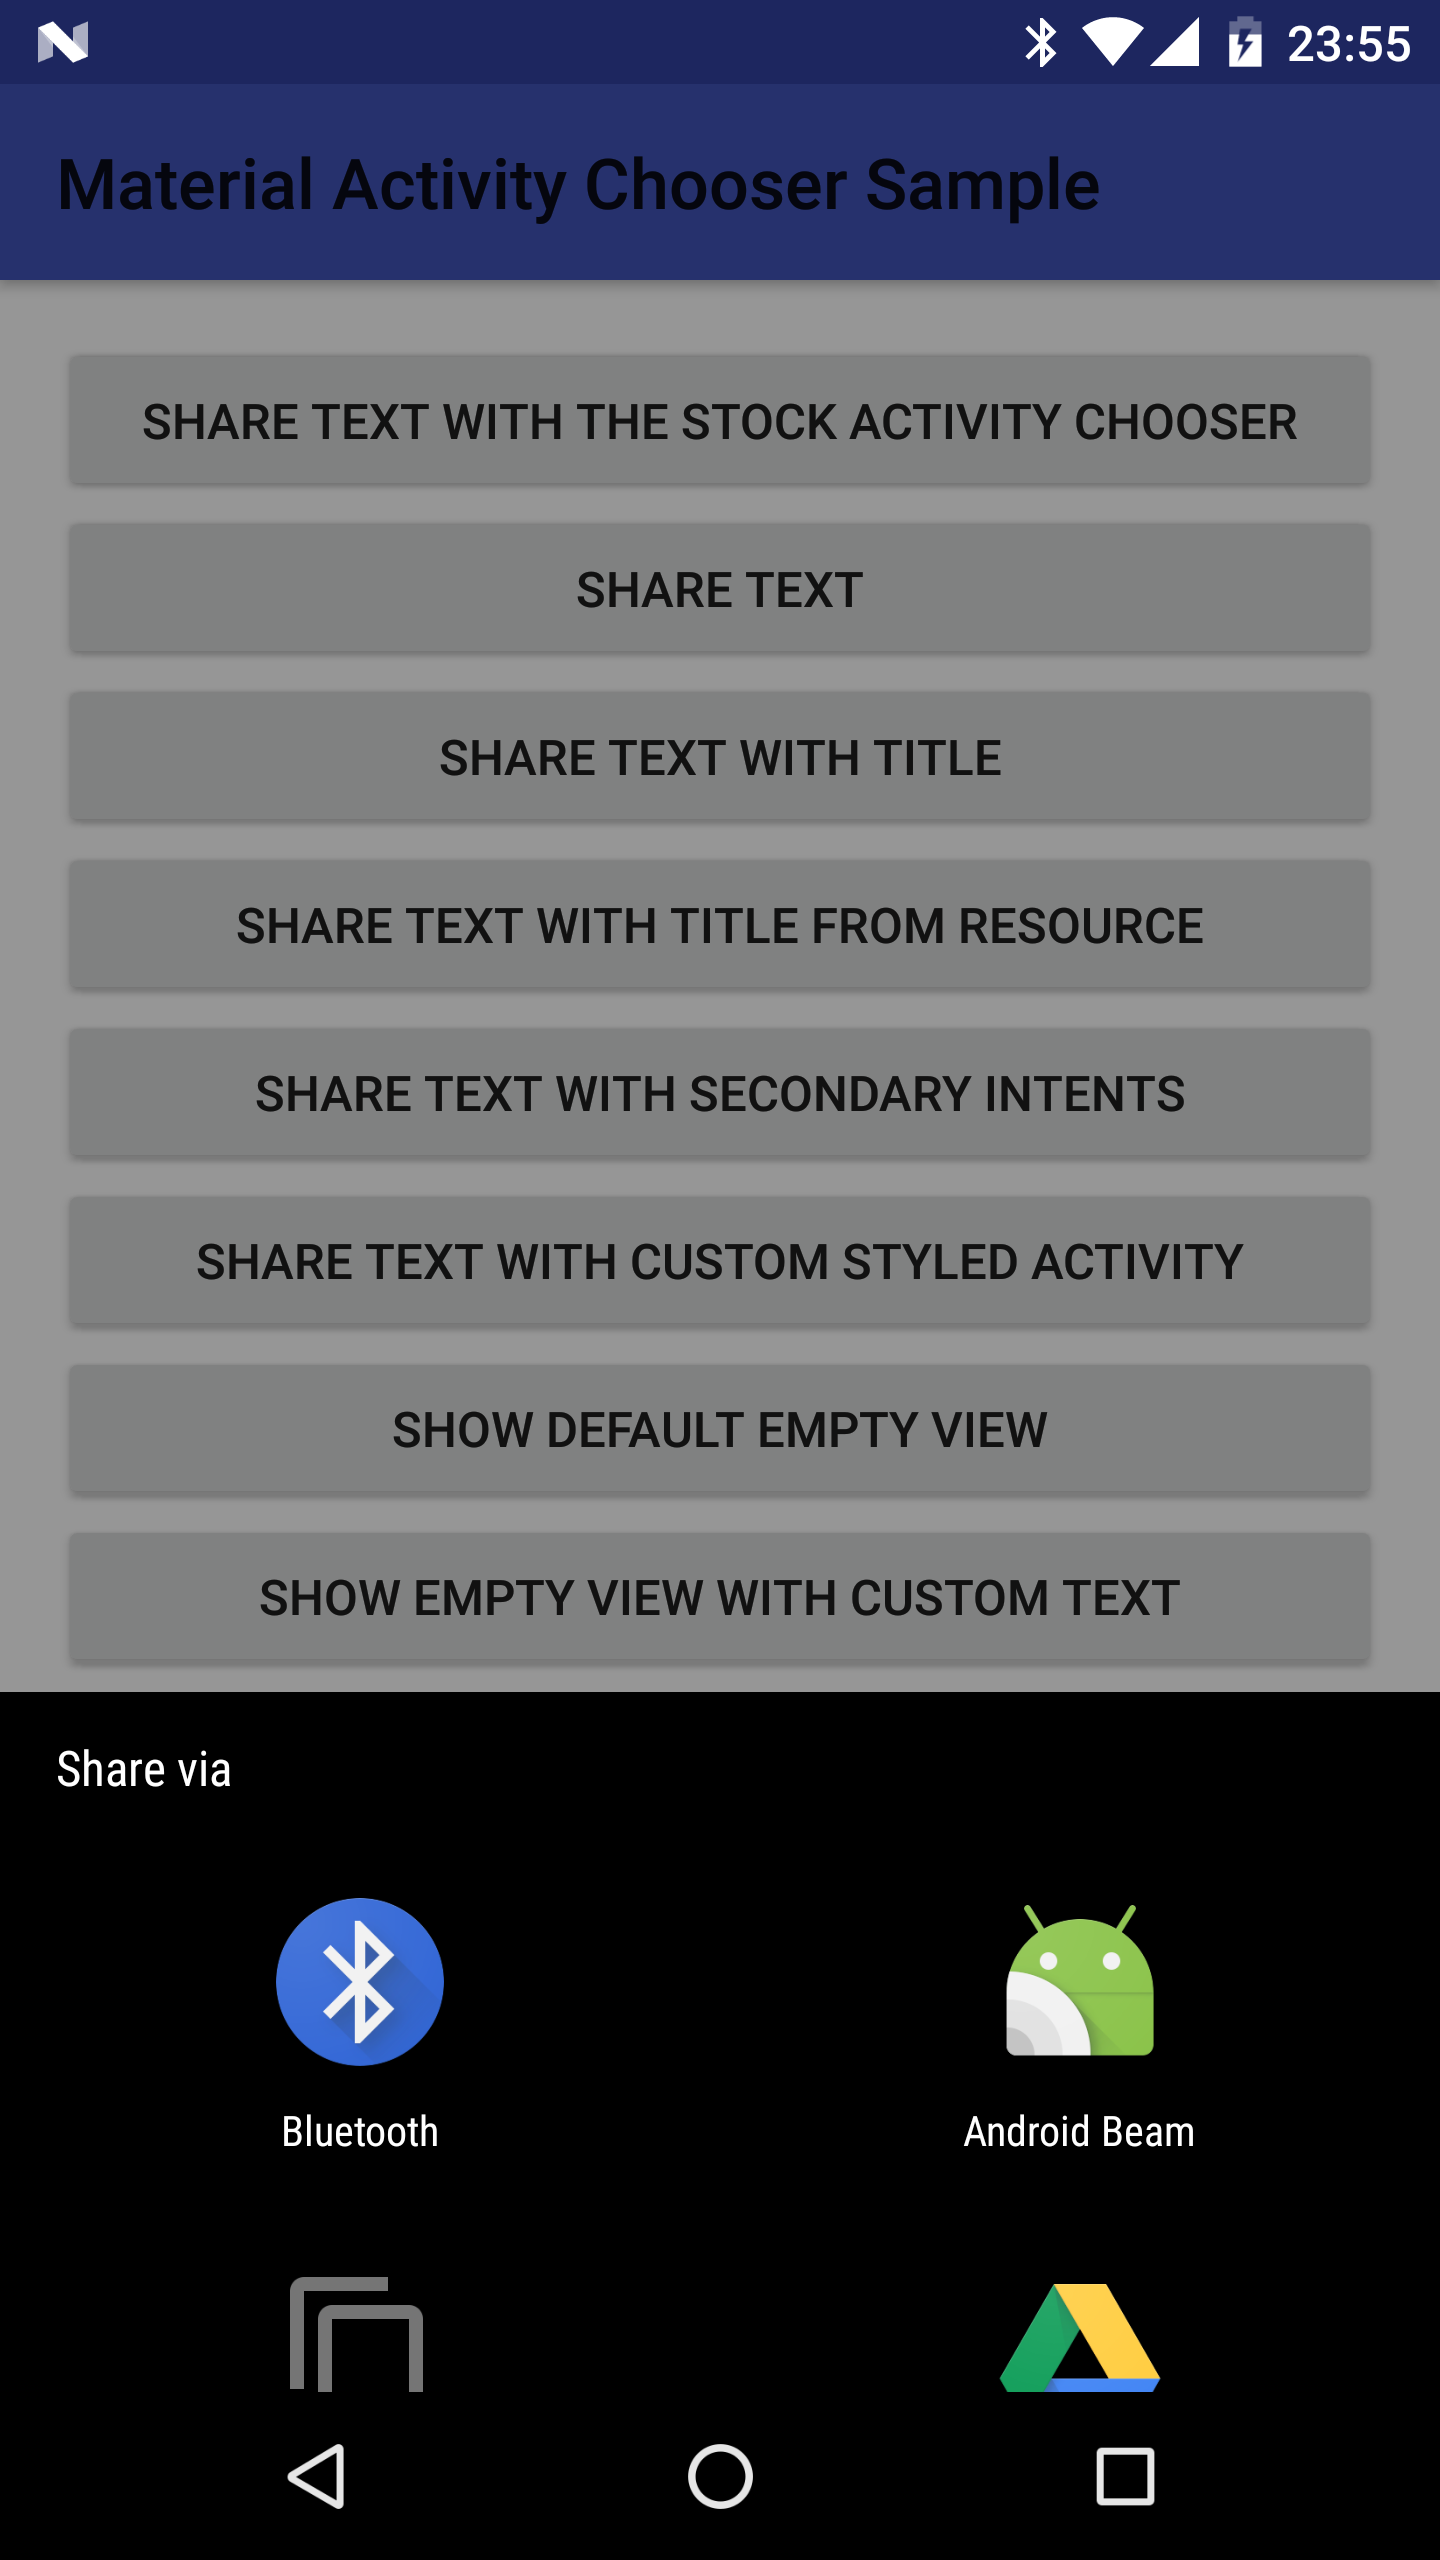 23:55
Material Activity Chooser Sample
SHARE TEXT WITH THE STOCK ACTIVITY CHOOSER
SHARE TEXT
SHARE TEXT WITH TITLE
SHARE TEXT WITH TITLE FROM RESOURCE
SHARE TEXT WITH SECONDARY INTENTS
SHARE TEXT WITH CUSTOM STYLED ACTIVITY
SHOW DEFAULT EMPTY VIEW
SHOW EMPTY VIEW WITH CUSTOM TEXT
Share via
Bluetooth
Android Beam